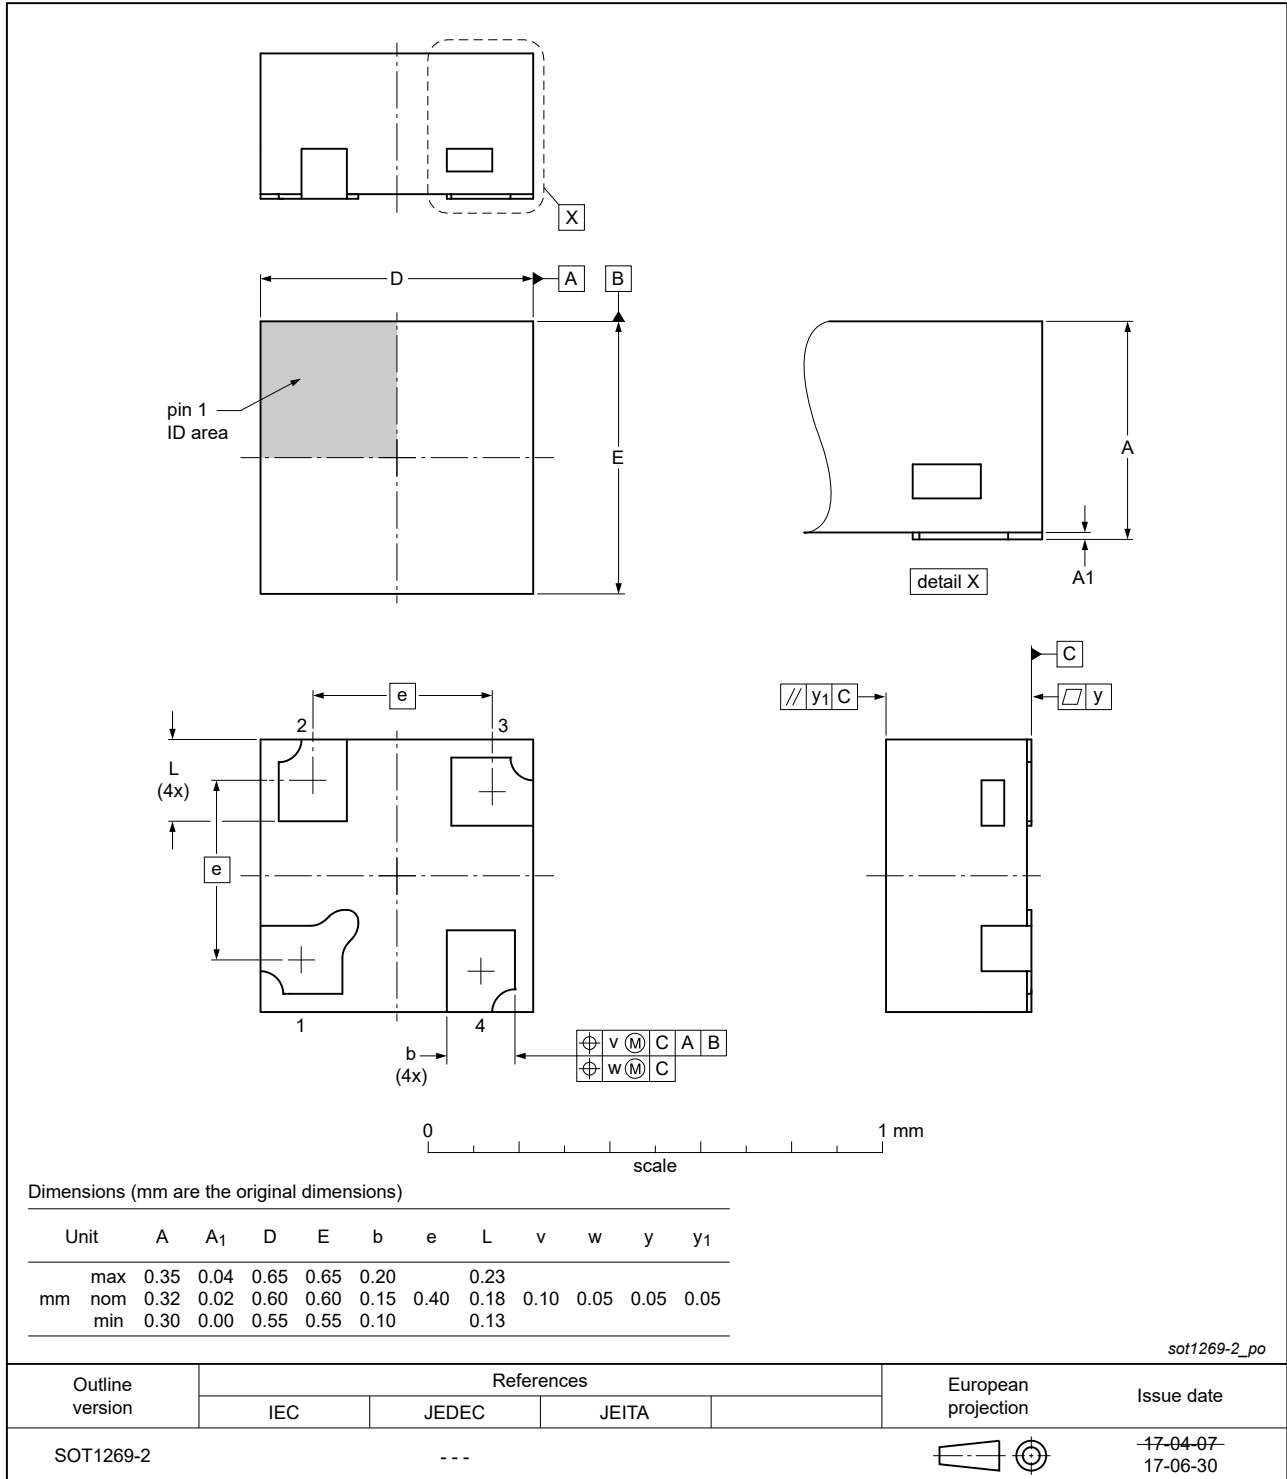 X
D
A
B
pin 1
ID area
E
A
A1
detail X
C
e
// y1 C
y
2
3
L
(4x)
e
1
4
b
(4x)
⌖ v Ⓜ C A B
⌖ w Ⓜ C
0
1 mm
scale
Dimensions (mm are the original dimensions)
Unit A A1 D E b e L v w y y1
max 0.35 0.04 0.65 0.65 0.20 0.23
mm nom 0.32 0.02 0.60 0.60 0.15 0.40 0.18 0.10 0.05 0.05 0.05
min 0.30 0.00 0.55 0.55 0.10 0.13
sot1269-2_po
Outline version
References
European projection
Issue date
IEC JEDEC JEITA
SOT1269-2
- - -
17-04-07
17-06-30